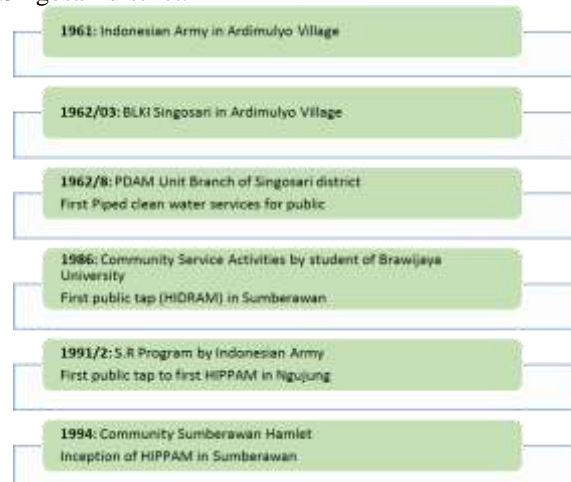 1961: Indonesian Army in Ardimulyo Village
1962/03: BLKI Singosari in Ardimulyo Village
1962/8: PDAM Unit Branch of Singosari district
First Piped clean water services for public
1986: Community Service Activities by student of Brawijaya
University
First public tap (HIDRAM) in Sumberawan
1991/2: S.R Program by Indonesian Army
First public tap to first HIPPAM in Ngujung
1994: Community Sumberawan Hamlet
Inception of HIPPAM in Sumberawan